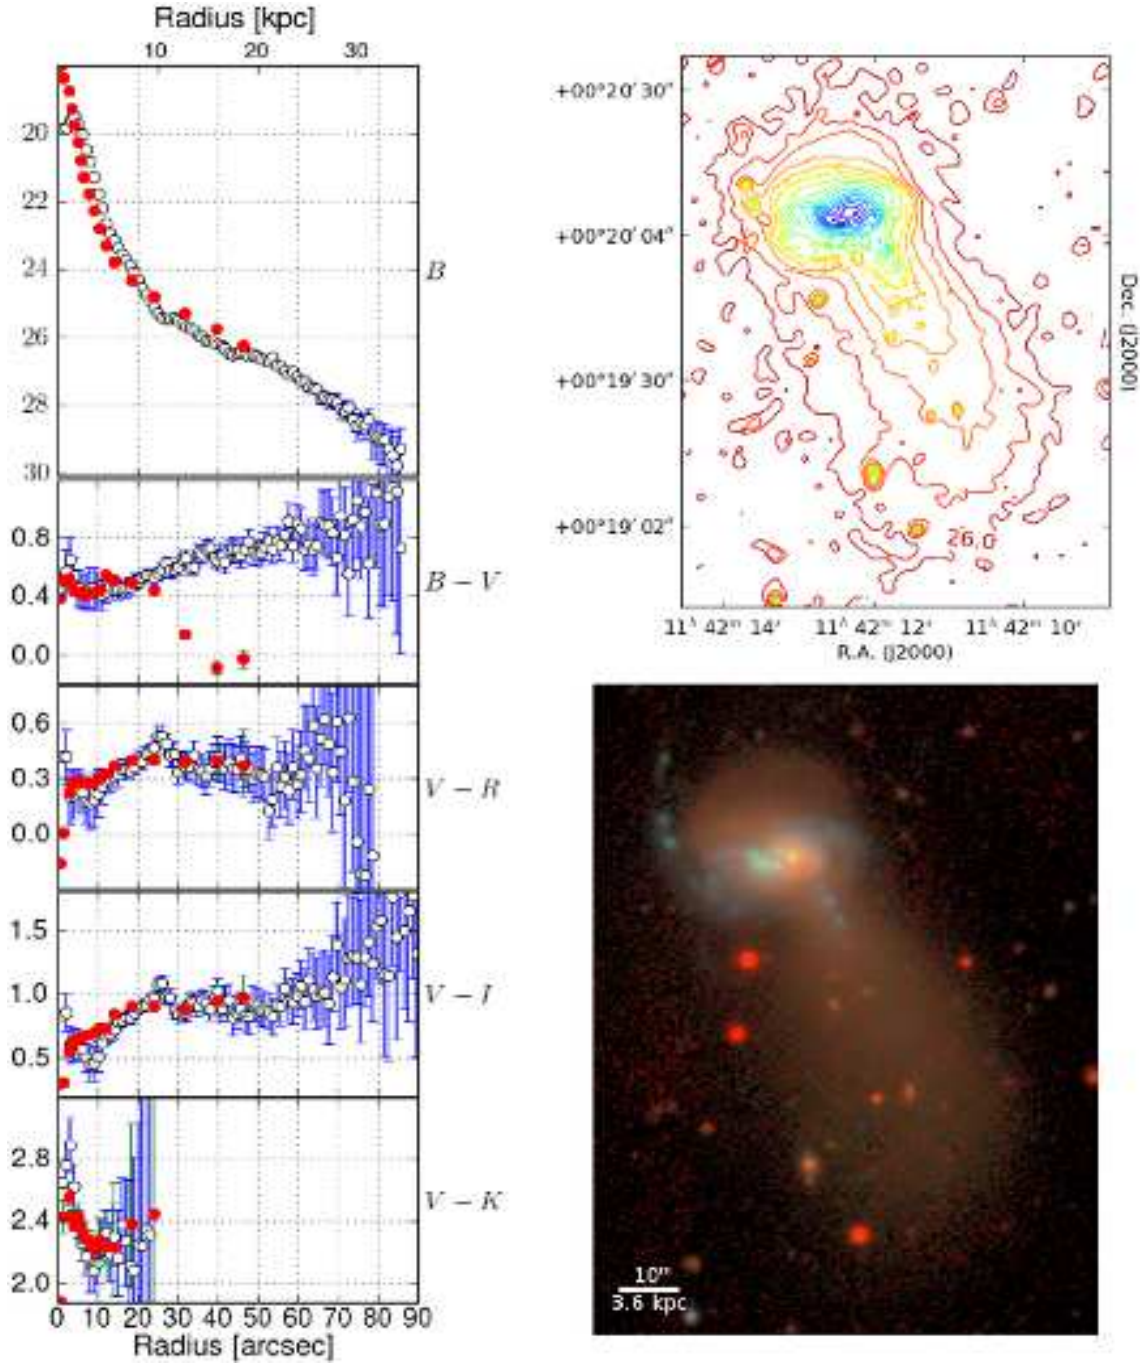 Radius [kpc]
10 20 30
20
22
24
26
28
30
B
0.8
0.4
0.0
B − V
0.6
0.3
0.0
V − R
1.5
1.0
0.5
V − I
2.8
2.4
2.0
V − K
0 10 20 30 40 50 60 70 80 90
Radius [arcsec]
+00°20′ 30″
+00°20′ 04″
+00°19′ 30″
+00°19′ 02″
26.0
Dec. (J2000)
11ʰ 42ᵐ 14ˢ 11ʰ 42ᵐ 12ˢ 11ʰ 42ᵐ 10ˢ
R.A. (J2000)
10"
3.6 kpc